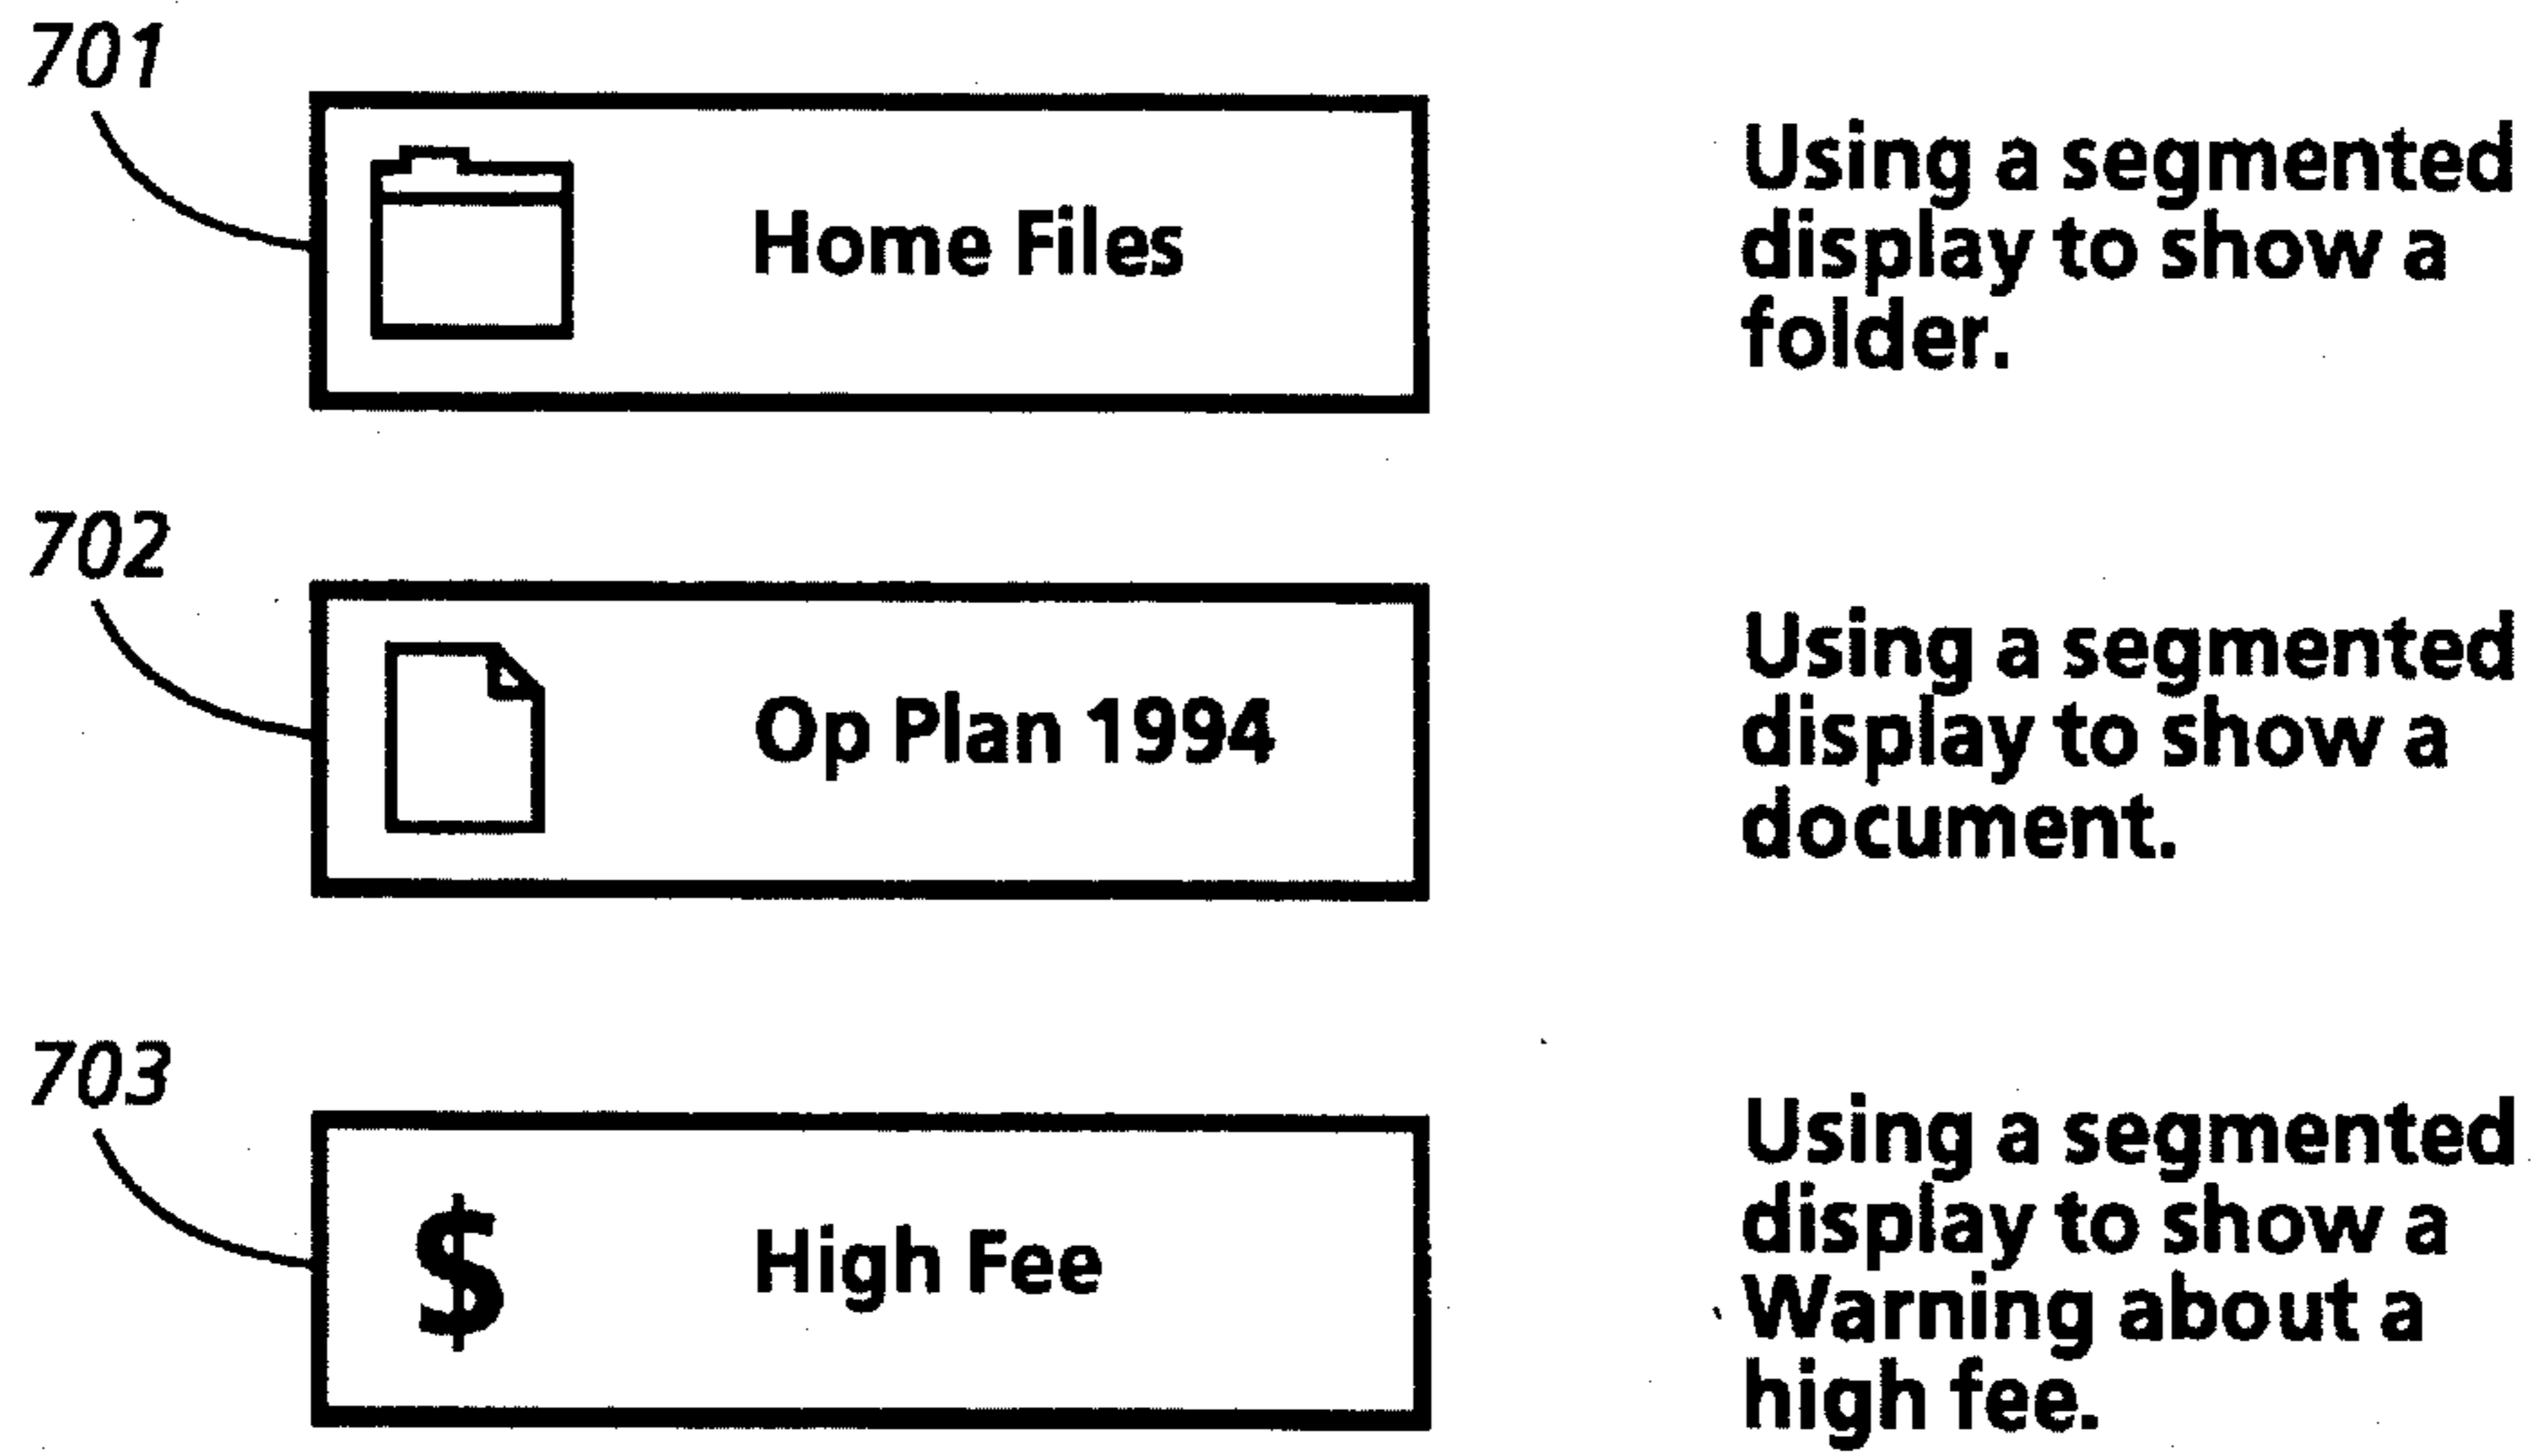 701
Home Files
Using a segmented
display to show a
folder.
702
Op Plan 1994
Using a segmented
display to show a
document.
703
$
High Fee
Using a segmented
display to show a
Warning about a
high fee.